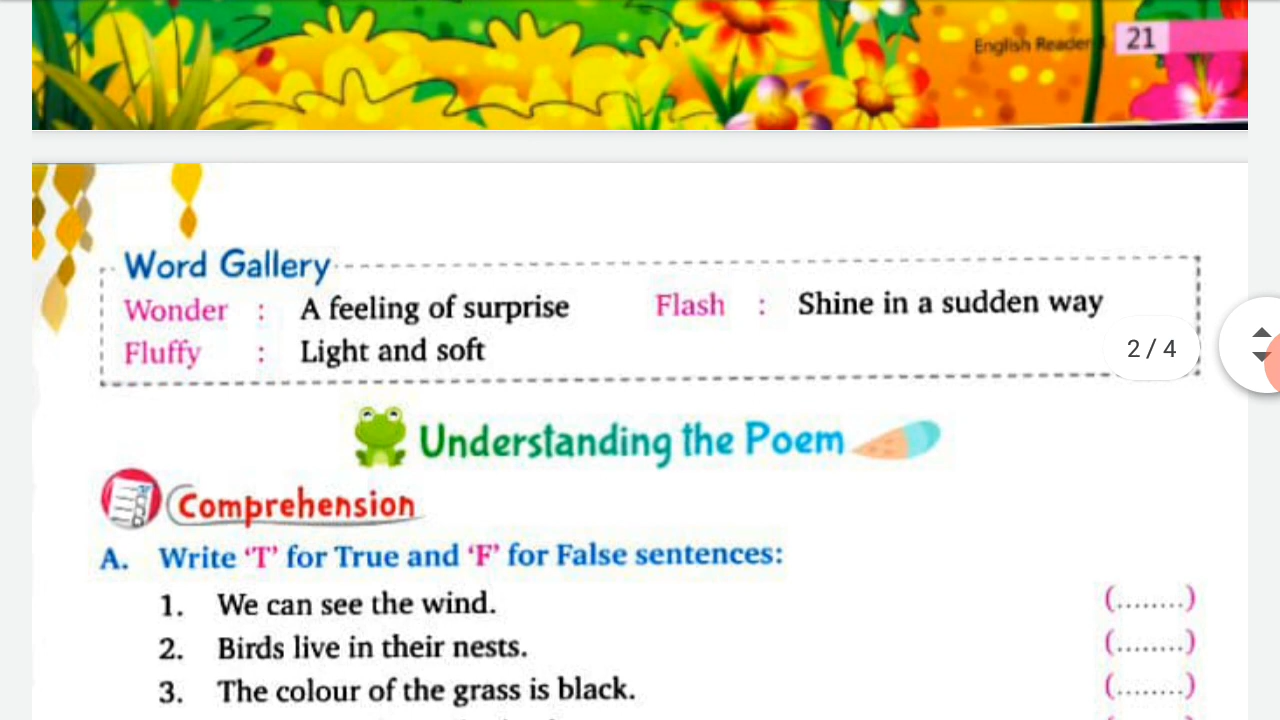 English Reader
21
Word Gallery
Wonder : A feeling of surprise Flash : Shine in a sudden way
Fluffy : Light and soft
2 / 4
Understanding the Poem
Comprehension
A. Write ‘T’ for True and ‘F’ for False sentences:
1. We can see the wind. (........)
2. Birds live in their nests. (........)
3. The colour of the grass is black. (........)